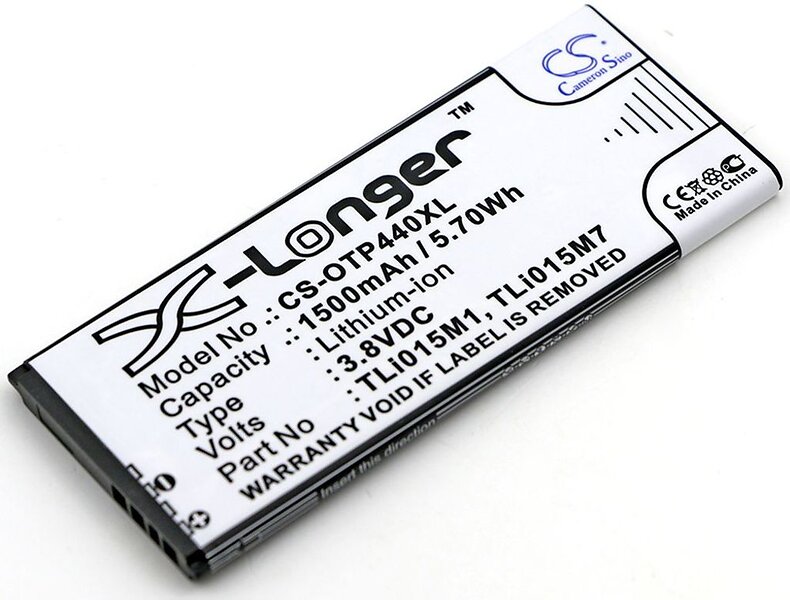 CS
Cameron Sino
X-Longer™
Model No.: CS-OTP440XL
Capacity : 1500mAh / 5.70Wh
Type : Lithium-ion
Volts : 3.8VDC
Part No : TLi015M1, TLi015M7
WARRANTY VOID IF LABEL IS REMOVED
Insert this direction
CE
Made in China